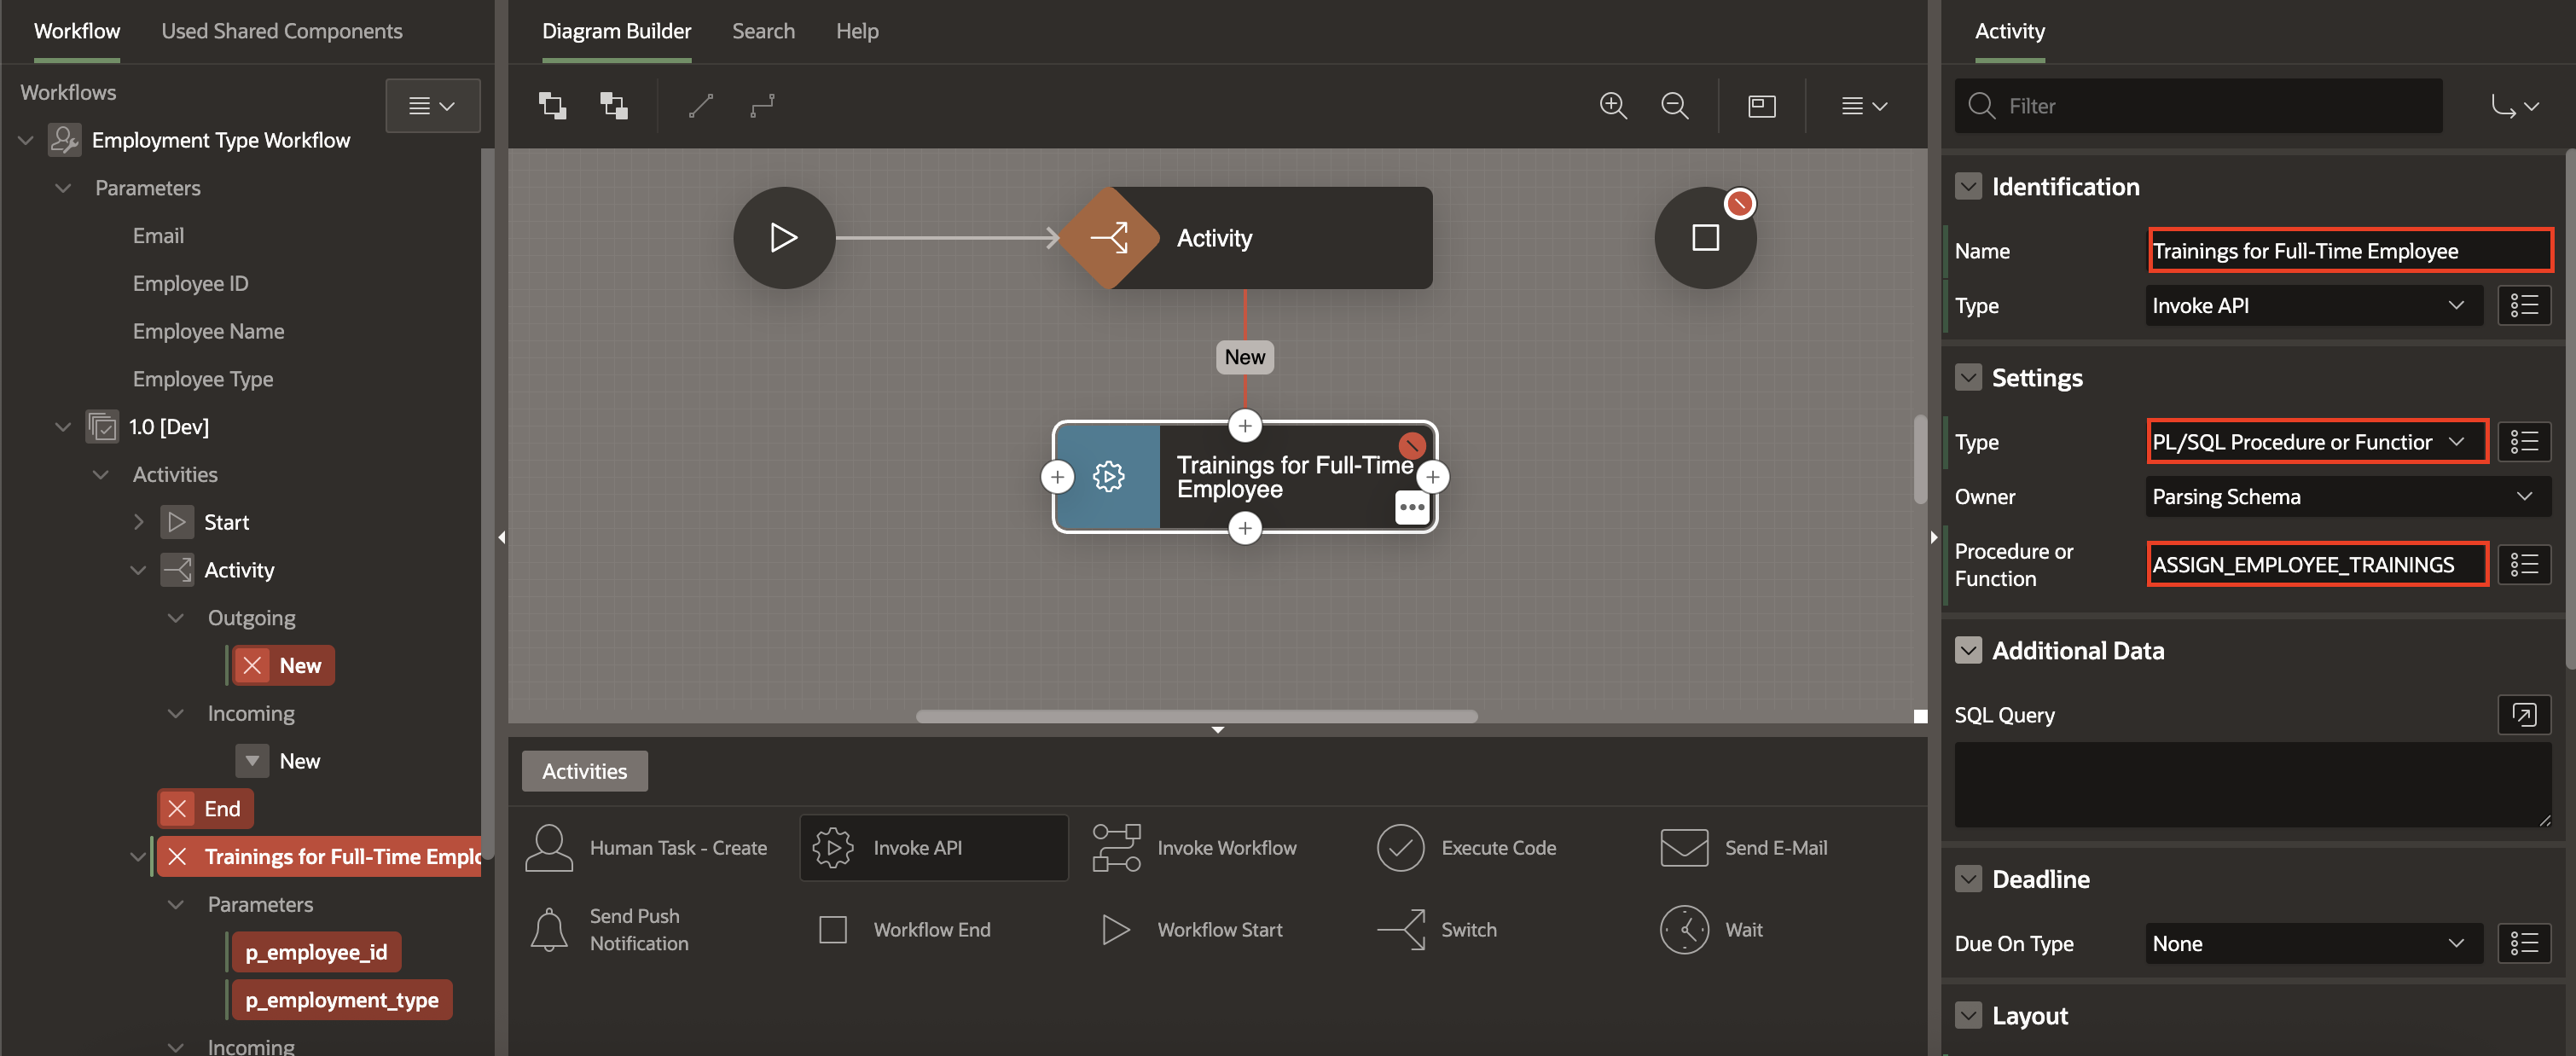 Workflow
Used Shared Components
Workflows
Employment Type Workflow
Parameters
Email
Employee ID
Employee Name
Employee Type
1.0 [Dev]
Activities
Start
Activity
Outgoing
New
Incoming
New
End
Trainings for Full-Time Emplo
Parameters
p_employee_id
p_employment_type
Incoming
Diagram Builder
Search
Help
Activity
New
Trainings for Full-Time
Employee
Activities
Human Task - Create
Invoke API
Invoke Workflow
Execute Code
Send E-Mail
Send Push
Notification
Workflow End
Workflow Start
Switch
Wait
Activity
Filter
Identification
Name
Trainings for Full-Time Employee
Type
Invoke API
Settings
Type
PL/SQL Procedure or Function
Owner
Parsing Schema
Procedure or
Function
ASSIGN_EMPLOYEE_TRAININGS
Additional Data
SQL Query
Deadline
Due On Type
None
Layout